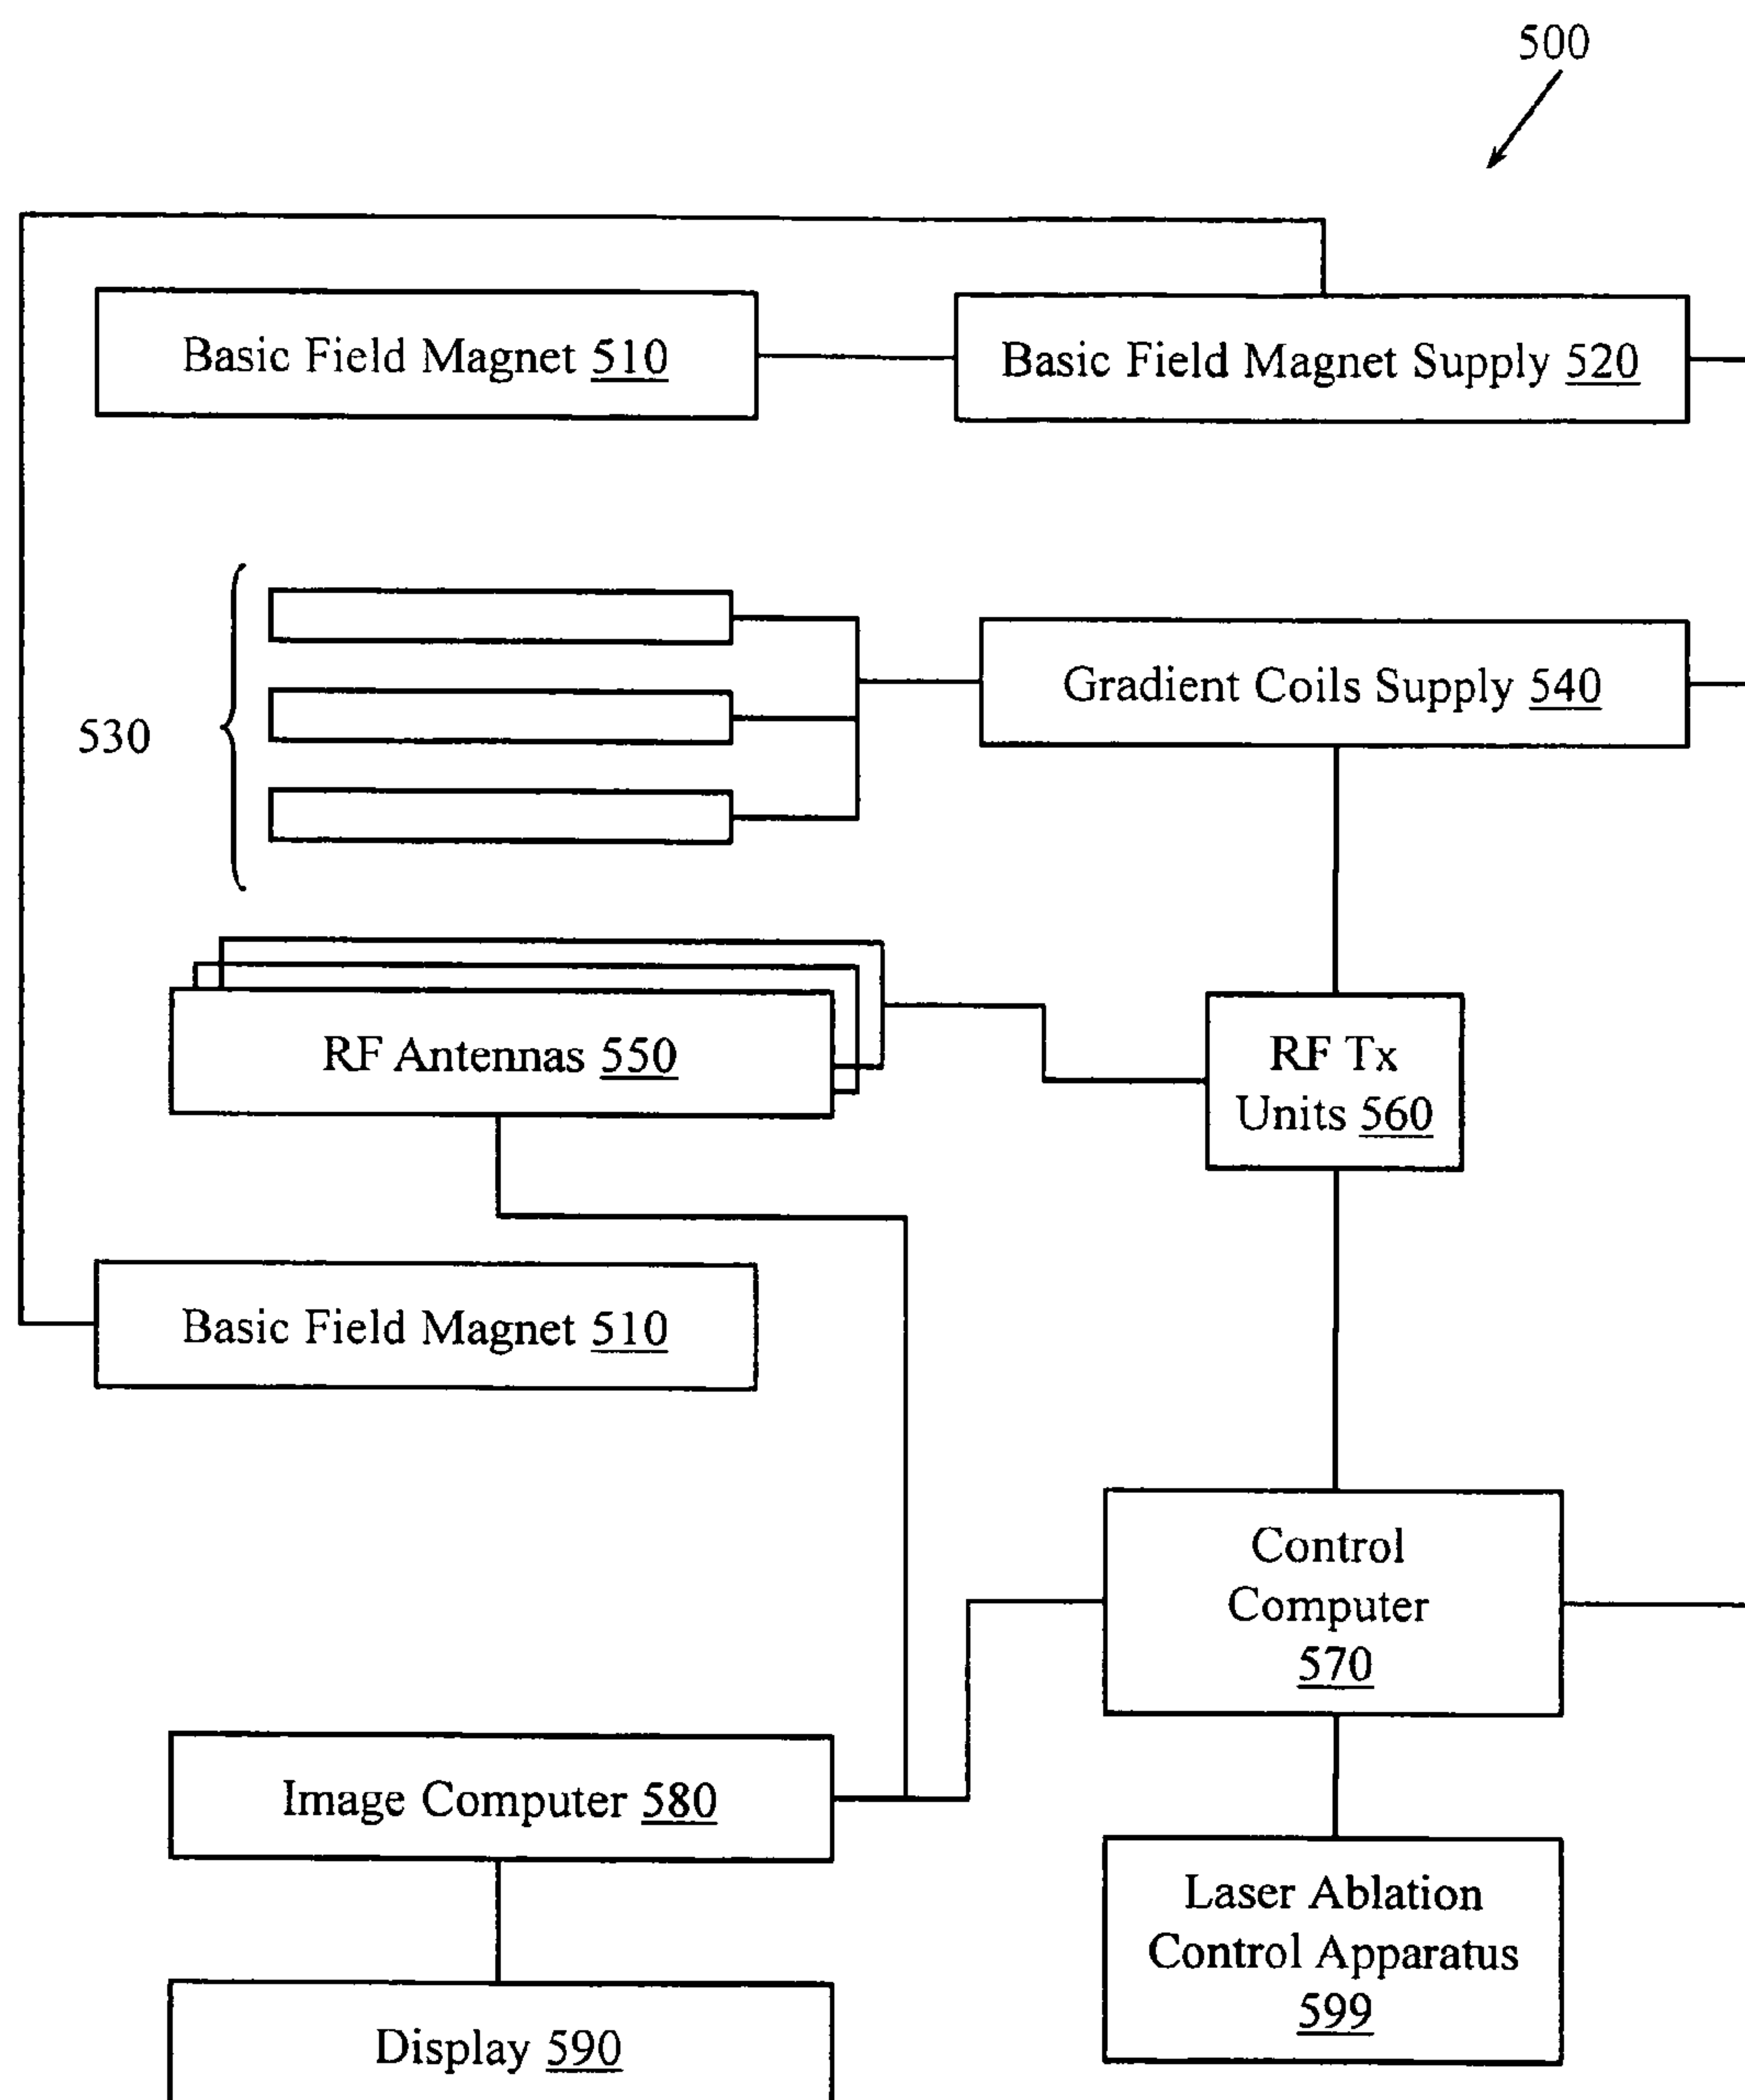 500
Basic Field Magnet 510
Basic Field Magnet Supply 520
530
Gradient Coils Supply 540
RF Antennas 550
RF Tx
Units 560
Basic Field Magnet 510
Control
Computer
570
Image Computer 580
Laser Ablation
Control Apparatus
599
Display 590